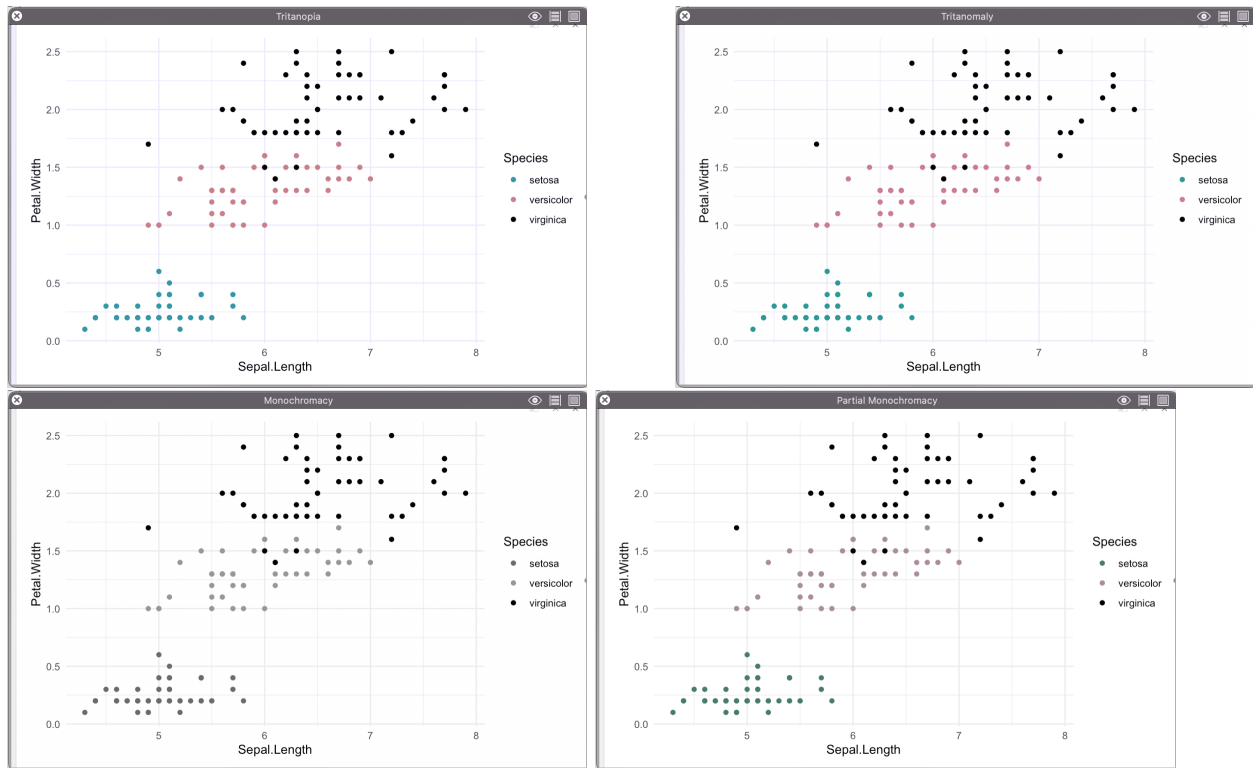 Tritanopia
2.5
2.0
1.5
1.0
0.5
0.0
Petal.Width
5 6 7 8
Sepal.Length
Species
setosa
versicolor
virginica
Tritanomaly
2.5
2.0
1.5
1.0
0.5
0.0
Petal.Width
5 6 7 8
Sepal.Length
Species
setosa
versicolor
virginica
Monochromacy
2.5
2.0
1.5
1.0
0.5
0.0
Petal.Width
5 6 7 8
Sepal.Length
Species
setosa
versicolor
virginica
Partial Monochromacy
2.5
2.0
1.5
1.0
0.5
0.0
Petal.Width
5 6 7 8
Sepal.Length
Species
setosa
versicolor
virginica